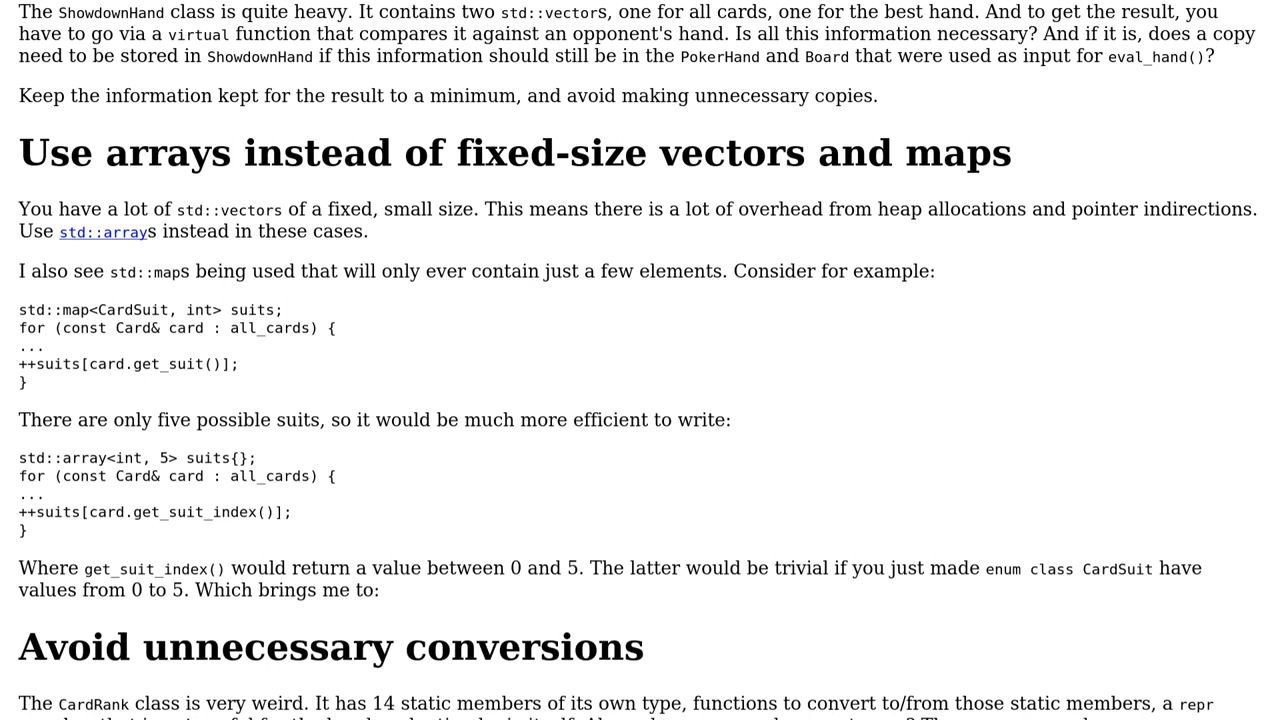 The ShowdownHand class is quite heavy. It contains two std::vectors, one for all cards, one for the best hand. And to get the result, you
have to go via a virtual function that compares it against an opponent's hand. Is all this information necessary? And if it is, does a copy
need to be stored in ShowdownHand if this information should still be in the PokerHand and Board that were used as input for eval_hand()?
Keep the information kept for the result to a minimum, and avoid making unnecessary copies.
Use arrays instead of fixed-size vectors and maps
You have a lot of std::vectors of a fixed, small size. This means there is a lot of overhead from heap allocations and pointer indirections.
Use std::arrays instead in these cases.
I also see std::maps being used that will only ever contain just a few elements. Consider for example:
std::map<CardSuit, int> suits;
for (const Card& card : all_cards) {
...
++suits[card.get_suit()];
}
There are only five possible suits, so it would be much more efficient to write:
std::array<int, 5> suits{};
for (const Card& card : all_cards) {
...
++suits[card.get_suit_index()];
}
Where get_suit_index() would return a value between 0 and 5. The latter would be trivial if you just made enum class CardSuit have
values from 0 to 5. Which brings me to:
Avoid unnecessary conversions
The CardRank class is very weird. It has 14 static members of its own type, functions to convert to/from those static members, a repr